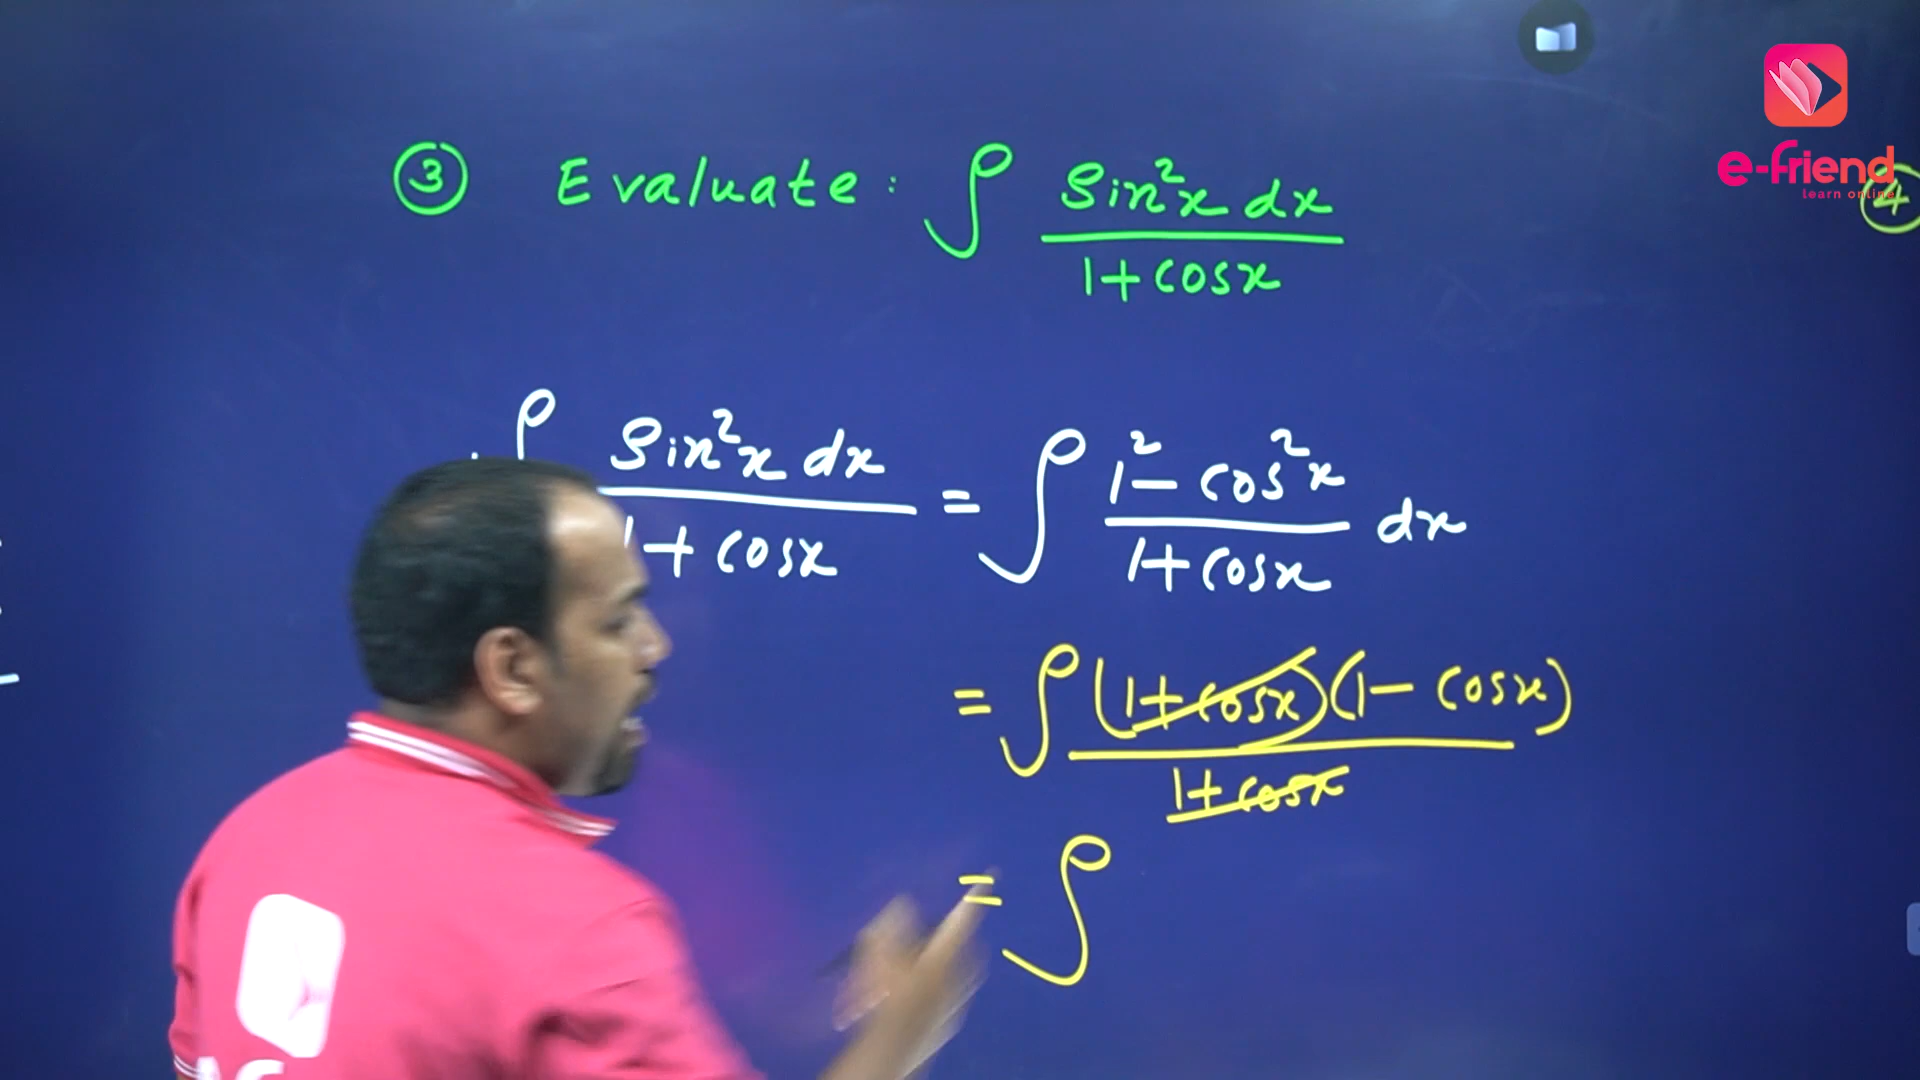 e-friend
learn online
③ Evaluate: ∫ sin²x dx / 1+cosx
④
∫ sin²x dx / 1+cosx = ∫ 1²-cos²x / 1+cosx dx
= ∫ (1+cosx)(1-cosx) / 1+cosx
= ∫